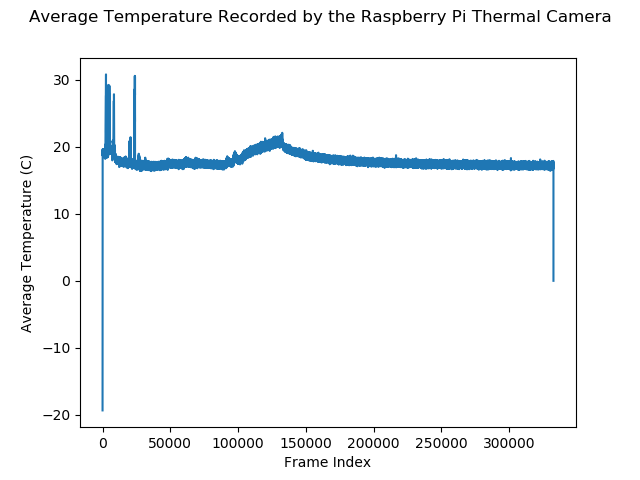 Average Temperature Recorded by the Raspberry Pi Thermal Camera
30
20
10
0
−10
−20
Average Temperature (C)
0 50000 100000 150000 200000 250000 300000
Frame Index